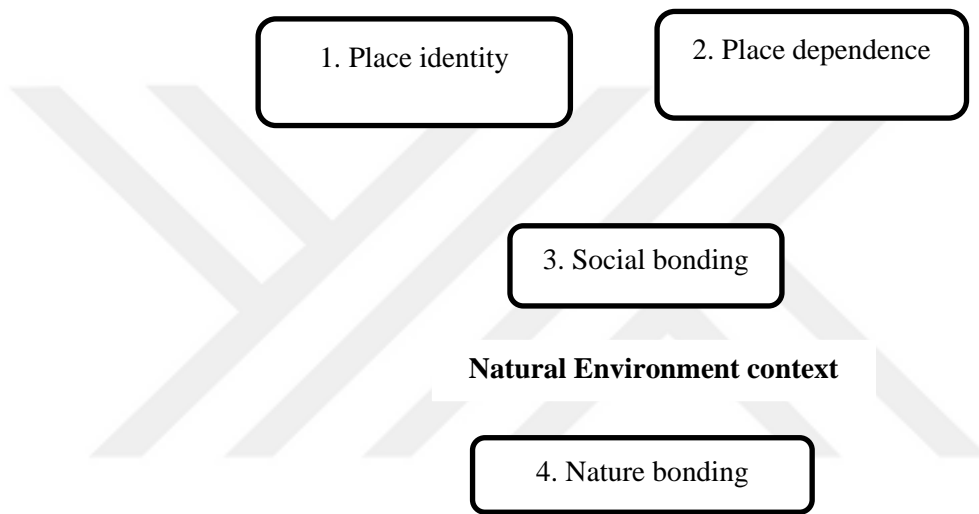 1. Place identity
2. Place dependence
3. Social bonding
Natural Environment context
4. Nature bonding